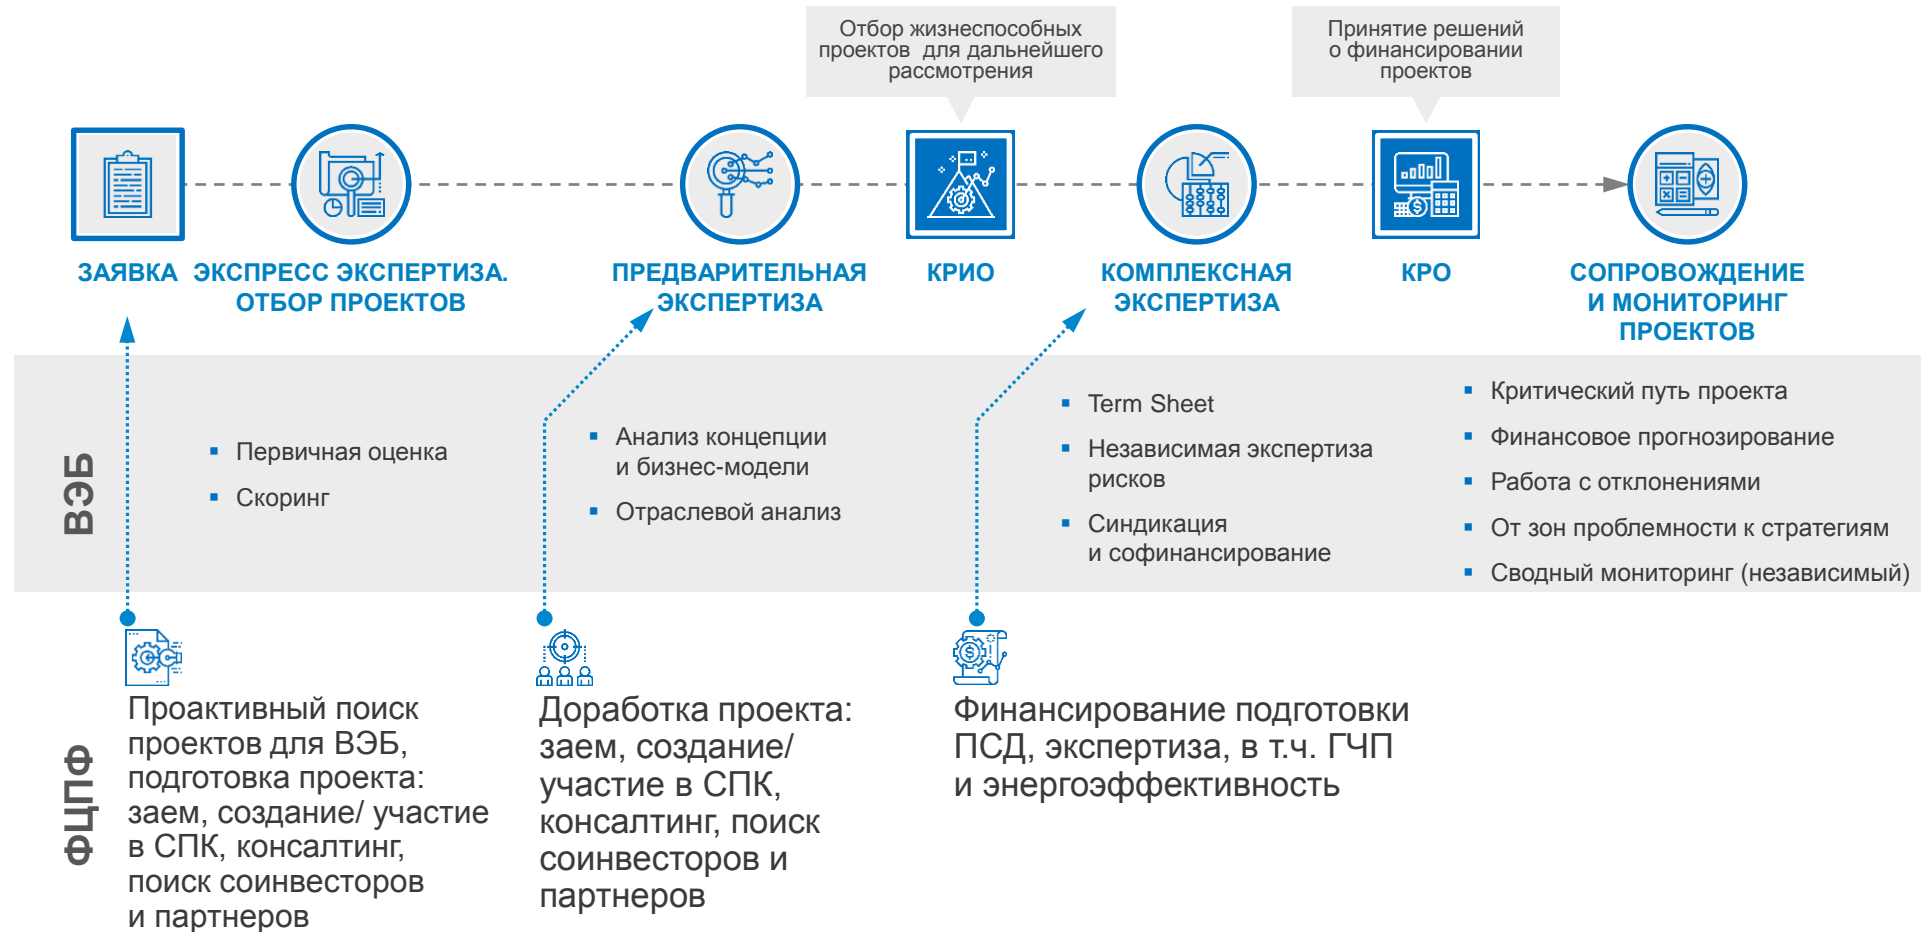 Отбор жизнеспособных
проектов для дальнейшего
рассмотрения
Принятие решений
о финансировании
проектов
ЗАЯВКА
ЭКСПРЕСС ЭКСПЕРТИЗА.
ОТБОР ПРОЕКТОВ
ПРЕДВАРИТЕЛЬНАЯ
ЭКСПЕРТИЗА
КРИО
КОМПЛЕКСНАЯ
ЭКСПЕРТИЗА
КРО
СОПРОВОЖДЕНИЕ
И МОНИТОРИНГ
ПРОЕКТОВ
ВЭБ
▪ Первичная оценка
▪ Скоринг
▪ Анализ концепции
и бизнес-модели
▪ Отраслевой анализ
▪ Term Sheet
▪ Независимая экспертиза
рисков
▪ Синдикация
и софинансирование
▪ Критический путь проекта
▪ Финансовое прогнозирование
▪ Работа с отклонениями
▪ От зон проблемности к стратегиям
▪ Сводный мониторинг (независимый)
ФЦПФ
Проактивный поиск
проектов для ВЭБ,
подготовка проекта:
заем, создание/ участие
в СПК, консалтинг,
поиск соинвесторов
и партнеров
Доработка проекта:
заем, создание/
участие в СПК,
консалтинг, поиск
соинвесторов и
партнеров
Финансирование подготовки
ПСД, экспертиза, в т.ч. ГЧП
и энергоэффективность